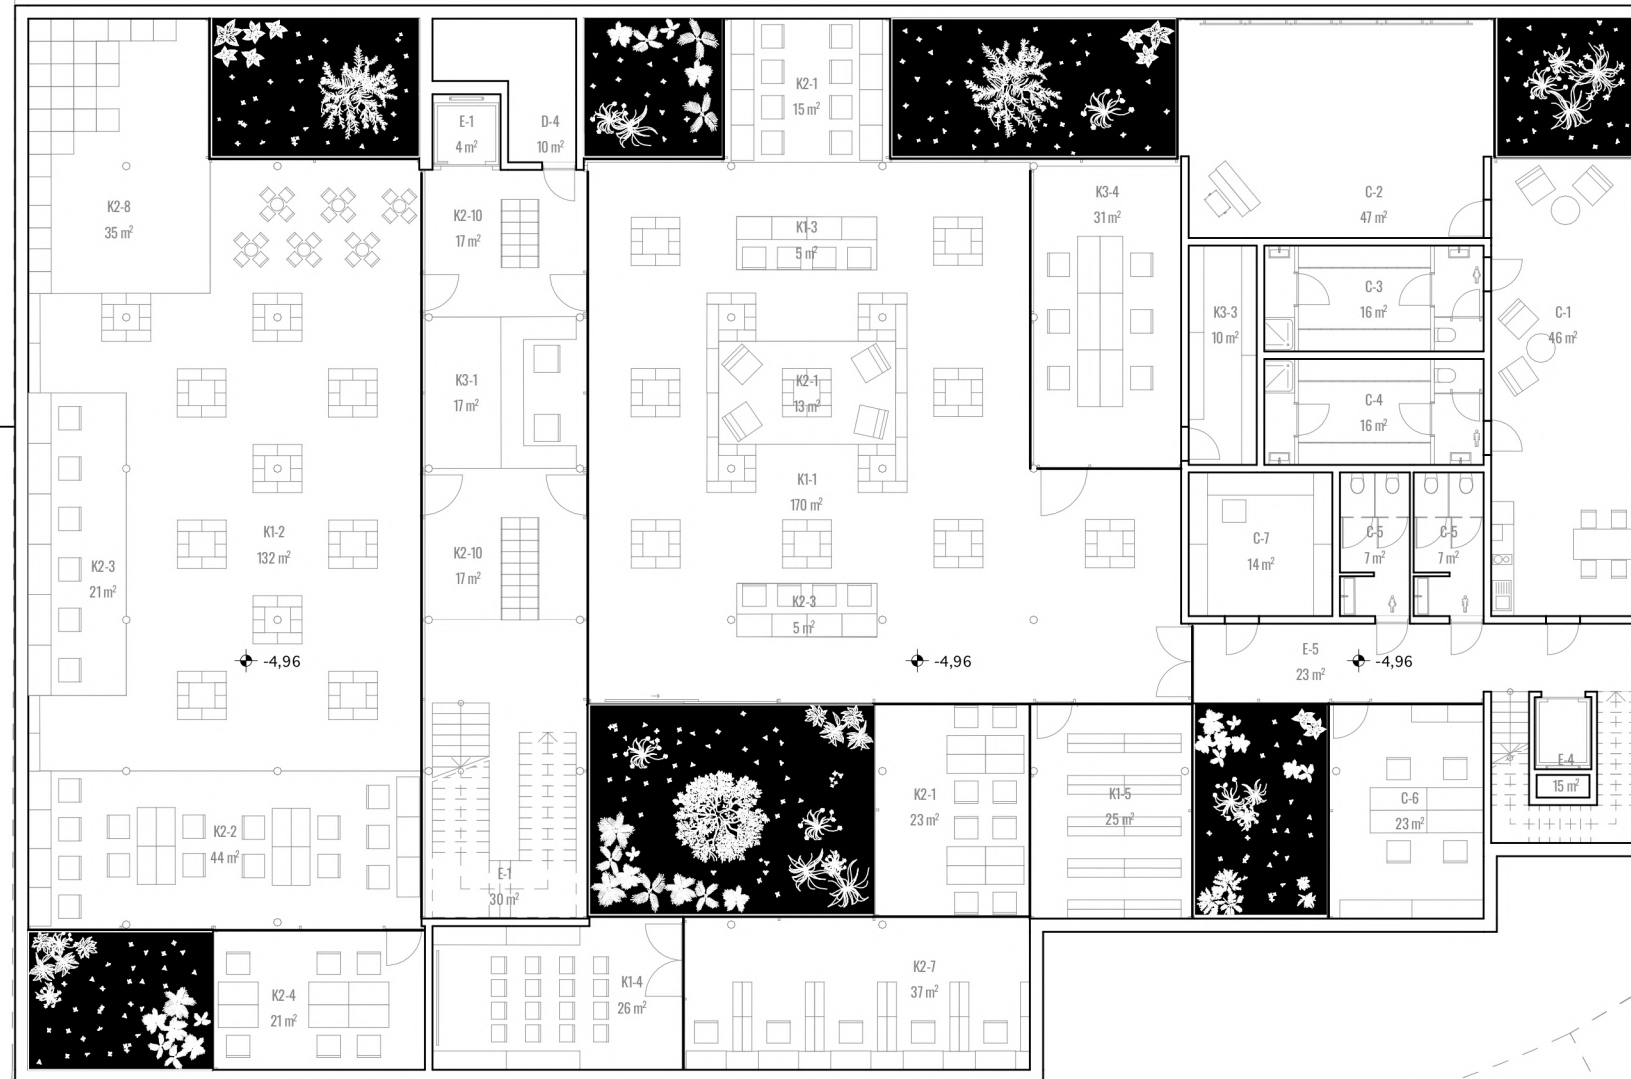 K2-1
15 m²
E-1
4 m²
D-4
10 m²
K2-8
35 m²
K2-10
17 m²
K1-3
5 m²
K3-4
31 m²
C-2
47 m²
C-3
16 m²
K3-3
10 m²
C-1
46 m²
K3-1
17 m²
K2-1
13 m²
C-4
16 m²
K1-1
170 m²
K1-2
132 m²
K2-3
21 m²
K2-10
17 m²
C-7
14 m²
C-5
7 m²
C-5
7 m²
K2-3
5 m²
-4,96
-4,96
E-5
23 m²
-4,96
E-4
15 m²
K2-2
44 m²
E-1
30 m²
K2-1
23 m²
K1-5
25 m²
C-6
23 m²
K2-4
21 m²
K1-4
26 m²
K2-7
37 m²